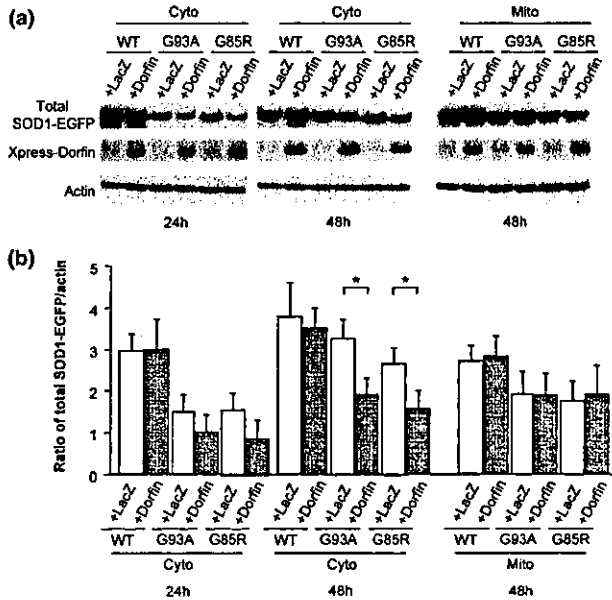 (a)
Cyto Cyto Mito
WT G93A G85R WT G93A G85R WT G93A G85R
+LacZ +Dorfin +LacZ +Dorfin +LacZ +Dorfin +LacZ +Dorfin +LacZ +Dorfin +LacZ +Dorfin +LacZ +Dorfin +LacZ +Dorfin +LacZ +Dorfin
Total
SOD1-EGFP
Xpress-Dorfin
Actin
24h 48h 48h
(b)
Ratio of total SOD1-EGFP/actin
5
4
3
2
1
0
* *
+LacZ +Dorfin +LacZ +Dorfin +LacZ +Dorfin +LacZ +Dorfin +LacZ +Dorfin +LacZ +Dorfin +LacZ +Dorfin +LacZ +Dorfin +LacZ +Dorfin
WT G93A G85R WT G93A G85R WT G93A G85R
Cyto Cyto Mito
24h 48h 48h